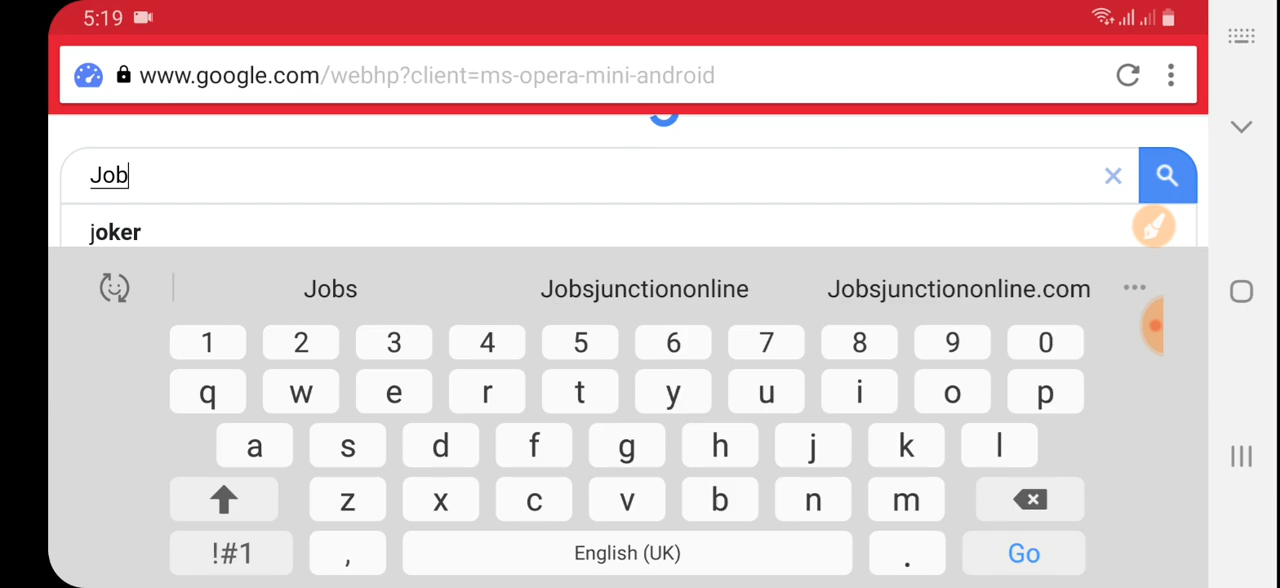 5:19
www.google.com/webhp?client=ms-opera-mini-android
Job
joker
Jobs Jobsjunctiononline Jobsjunctiononline.com
1 2 3 4 5 6 7 8 9 0
q w e r t y u i o p
a s d f g h j k l
z x c v b n m
!#1 , English (UK) . Go